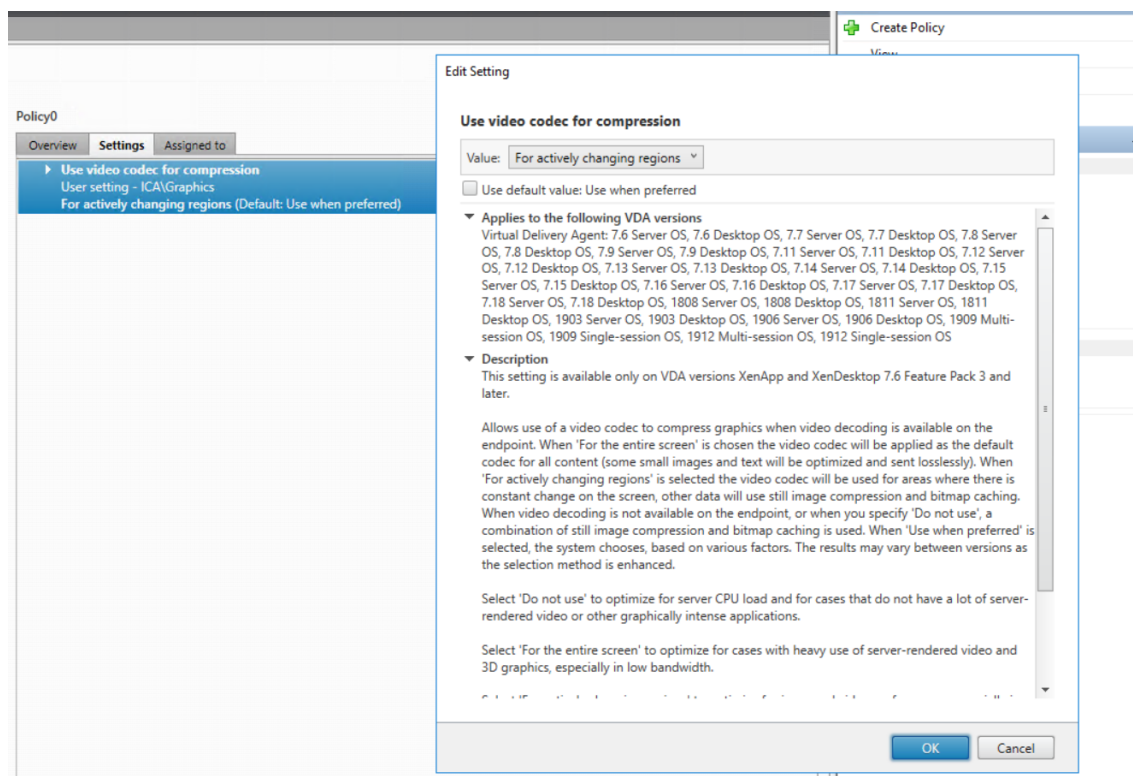 Create Policy
View
Edit Setting
Policy0
Overview Settings Assigned to
Use video codec for compression
User setting - ICA\Graphics
For actively changing regions (Default: Use when preferred)
Use video codec for compression
Value: For actively changing regions
Use default value: Use when preferred
Applies to the following VDA versions
Virtual Delivery Agent: 7.6 Server OS, 7.6 Desktop OS, 7.7 Server OS, 7.7 Desktop OS, 7.8 Server
OS, 7.8 Desktop OS, 7.9 Server OS, 7.9 Desktop OS, 7.11 Server OS, 7.11 Desktop OS, 7.12 Server
OS, 7.12 Desktop OS, 7.13 Server OS, 7.13 Desktop OS, 7.14 Server OS, 7.14 Desktop OS, 7.15
Server OS, 7.15 Desktop OS, 7.16 Server OS, 7.16 Desktop OS, 7.17 Server OS, 7.17 Desktop OS,
7.18 Server OS, 7.18 Desktop OS, 1808 Server OS, 1808 Desktop OS, 1811 Server OS, 1811
Desktop OS, 1903 Server OS, 1903 Desktop OS, 1906 Server OS, 1906 Desktop OS, 1909 Multi-
session OS, 1909 Single-session OS, 1912 Multi-session OS, 1912 Single-session OS
Description
This setting is available only on VDA versions XenApp and XenDesktop 7.6 Feature Pack 3 and
later.
Allows use of a video codec to compress graphics when video decoding is available on the
endpoint. When 'For the entire screen' is chosen the video codec will be applied as the default
codec for all content (some small images and text will be optimized and sent losslessly). When
'For actively changing regions' is selected the video codec will be used for areas where there is
constant change on the screen, other data will use still image compression and bitmap caching.
When video decoding is not available on the endpoint, or when you specify 'Do not use', a
combination of still image compression and bitmap caching is used. When 'Use when preferred' is
selected, the system chooses, based on various factors. The results may vary between versions as
the selection method is enhanced.
Select 'Do not use' to optimize for server CPU load and for cases that do not have a lot of server-
rendered video or other graphically intense applications.
Select 'For the entire screen' to optimize for cases with heavy use of server-rendered video and
3D graphics, especially in low bandwidth.
OK Cancel